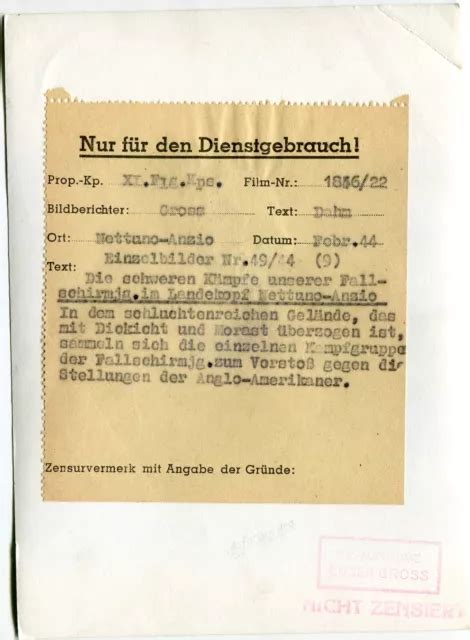 Nur für den Dienstgebrauch!
Prop.-Kp. XI.Flg.Kps. Film-Nr.: 1846/22
Bildberichter: Gross Text: Dahm
Ort: Nettuno-Anzio Datum: Febr.44
Text: Einzelbilder Nr.49/44 (9)
Die schweren Kämpfe unserer Fall-
schirmjg.im Landekopf Nettuno-Anzio
In dem schluchtenreichen Gelände, das
mit Dickicht und Morast überzogen ist,
sammeln sich die einzelnen Kampfgruppe
der Fallschirmjg.zum Vorstoß gegen die
Stellungen der Anglo-Amerikaner.
Zensurvermerk mit Angabe der Gründe:
GROSS
NICHT ZENSIERT